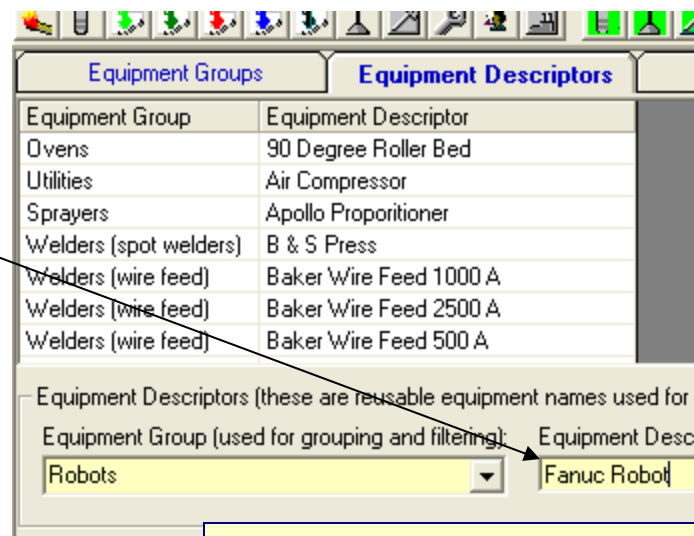 Equipment Groups Equipment Descriptors
Equipment Group Equipment Descriptor
Ovens 90 Degree Roller Bed
Utilities Air Compressor
Sprayers Apollo Proporitioner
Welders (spot welders) B & S Press
Welders (wire feed) Baker Wire Feed 1000 A
Welders (wire feed) Baker Wire Feed 2500 A
Welders (wire feed) Baker Wire Feed 500 A
Equipment Descriptors (these are reusable equipment names used for
Equipment Group (used for grouping and filtering): Equipment Desc
Robots Fanuc Robot